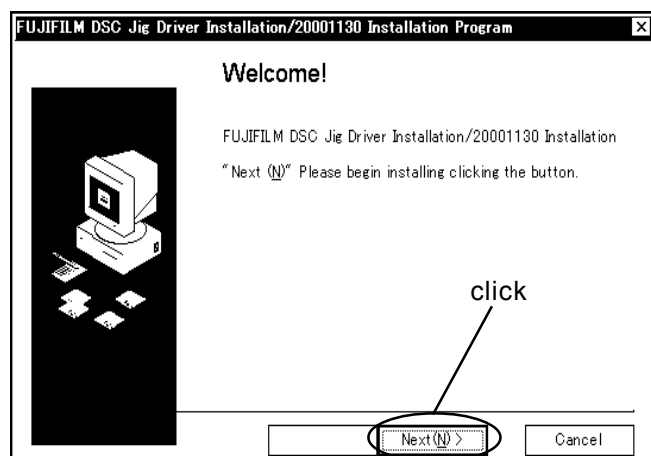 FUJIFILM DSC Jig Driver Installation/20001130 Installation Program
Welcome!
FUJIFILM DSC Jig Driver Installation/20001130 Installation
"Next (N)" Please begin installing clicking the button.
click
Next(N) >
Cancel